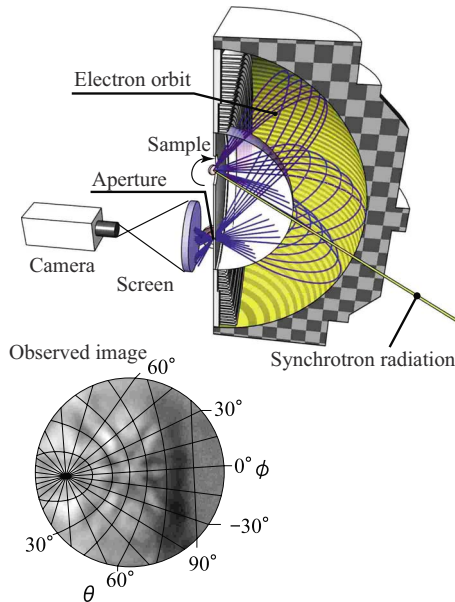 Electron orbit
Sample
Aperture
Camera
Screen
Synchrotron radiation
Observed image
60°
30°
0° ϕ
-30°
90°
60°
30°
θ